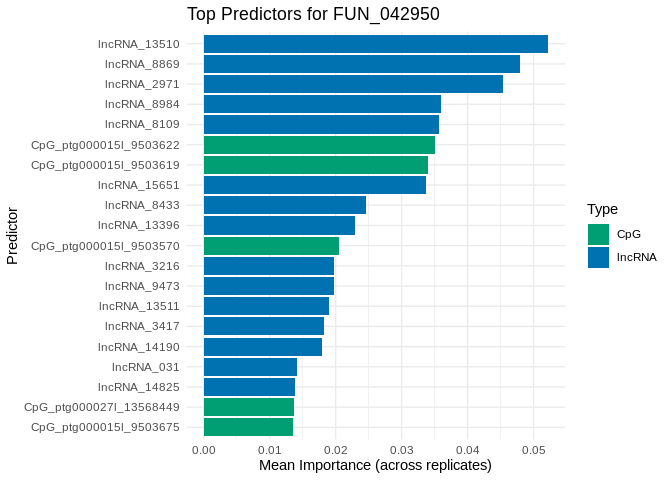 Top Predictors for FUN_042950
Predictor
lncRNA_13510
lncRNA_8869
lncRNA_2971
lncRNA_8984
lncRNA_8109
CpG_ptg000015l_9503622
CpG_ptg000015l_9503619
lncRNA_15651
lncRNA_8433
lncRNA_13396
CpG_ptg000015l_9503570
lncRNA_3216
lncRNA_9473
lncRNA_13511
lncRNA_3417
lncRNA_14190
lncRNA_031
lncRNA_14825
CpG_ptg000027l_13568449
CpG_ptg000015l_9503675
0.00 0.01 0.02 0.03 0.04 0.05
Mean Importance (across replicates)
Type
CpG
lncRNA